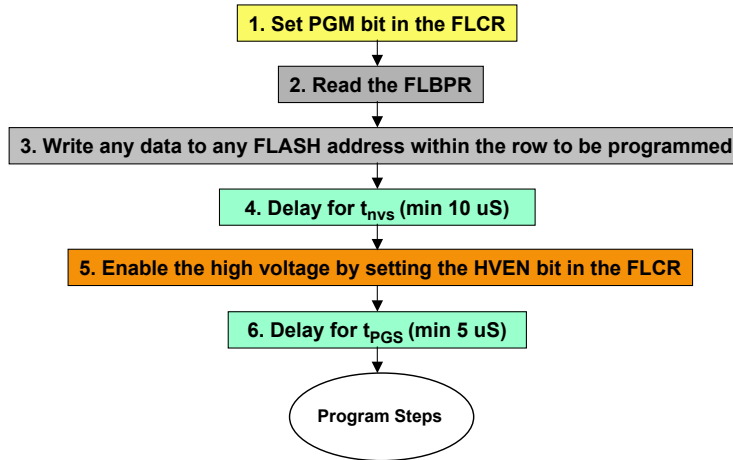 1. Set PGM bit in the FLCR
2. Read the FLBPR
3. Write any data to any FLASH address within the row to be programmed
4. Delay for tnvs (min 10 uS)
5. Enable the high voltage by setting the HVEN bit in the FLCR
6. Delay for tPGS (min 5 uS)
Program Steps